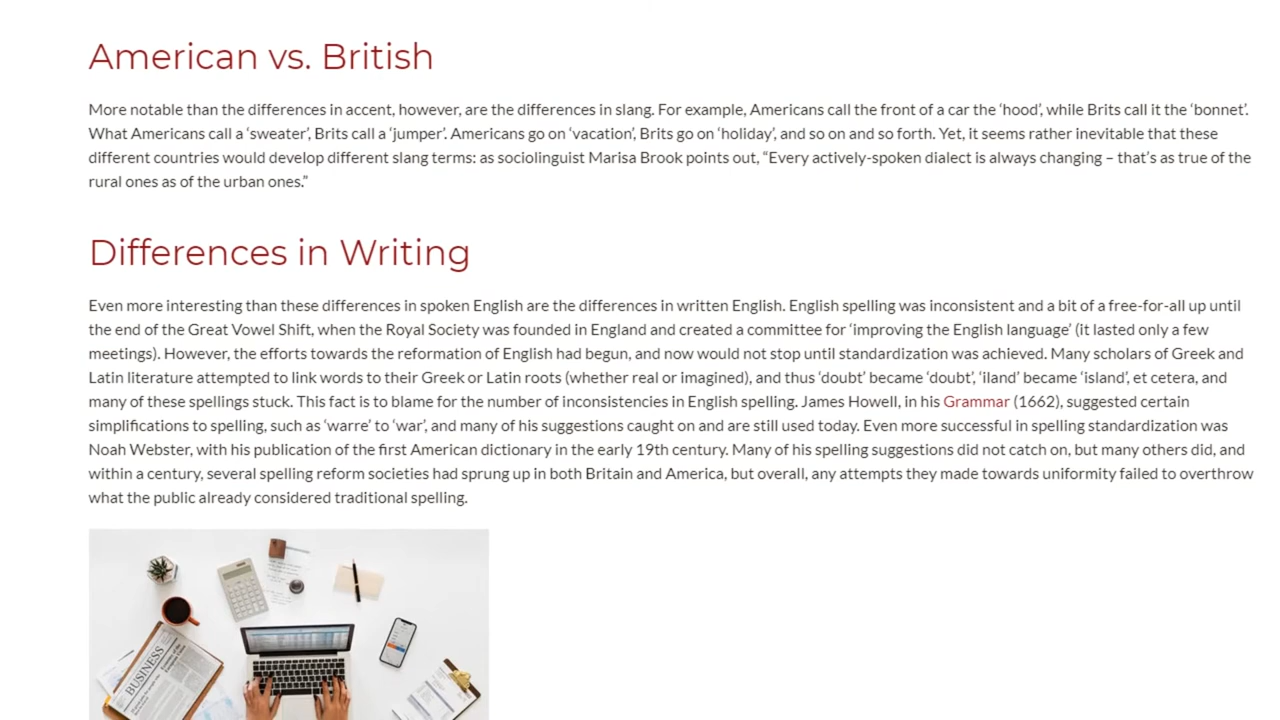 American vs. British
More notable than the differences in accent, however, are the differences in slang. For example, Americans call the front of a car the ‘hood’, while Brits call it the ‘bonnet’.
What Americans call a ‘sweater’, Brits call a ‘jumper’. Americans go on ‘vacation’, Brits go on ‘holiday’, and so on and so forth. Yet, it seems rather inevitable that these
different countries would develop different slang terms: as sociolinguist Marisa Brook points out, “Every actively-spoken dialect is always changing – that’s as true of the
rural ones as of the urban ones.”
Differences in Writing
Even more interesting than these differences in spoken English are the differences in written English. English spelling was inconsistent and a bit of a free-for-all up until
the end of the Great Vowel Shift, when the Royal Society was founded in England and created a committee for ‘improving the English language’ (it lasted only a few
meetings). However, the efforts towards the reformation of English had begun, and now would not stop until standardization was achieved. Many scholars of Greek and
Latin literature attempted to link words to their Greek or Latin roots (whether real or imagined), and thus ‘doubt’ became ‘doubt’, ‘iland’ became ‘island’, et cetera, and
many of these spellings stuck. This fact is to blame for the number of inconsistencies in English spelling. James Howell, in his Grammar (1662), suggested certain
simplifications to spelling, such as ‘warre’ to ‘war’, and many of his suggestions caught on and are still used today. Even more successful in spelling standardization was
Noah Webster, with his publication of the first American dictionary in the early 19th century. Many of his spelling suggestions did not catch on, but many others did, and
within a century, several spelling reform societies had sprung up in both Britain and America, but overall, any attempts they made towards uniformity failed to overthrow
what the public already considered traditional spelling.
BUSINESS